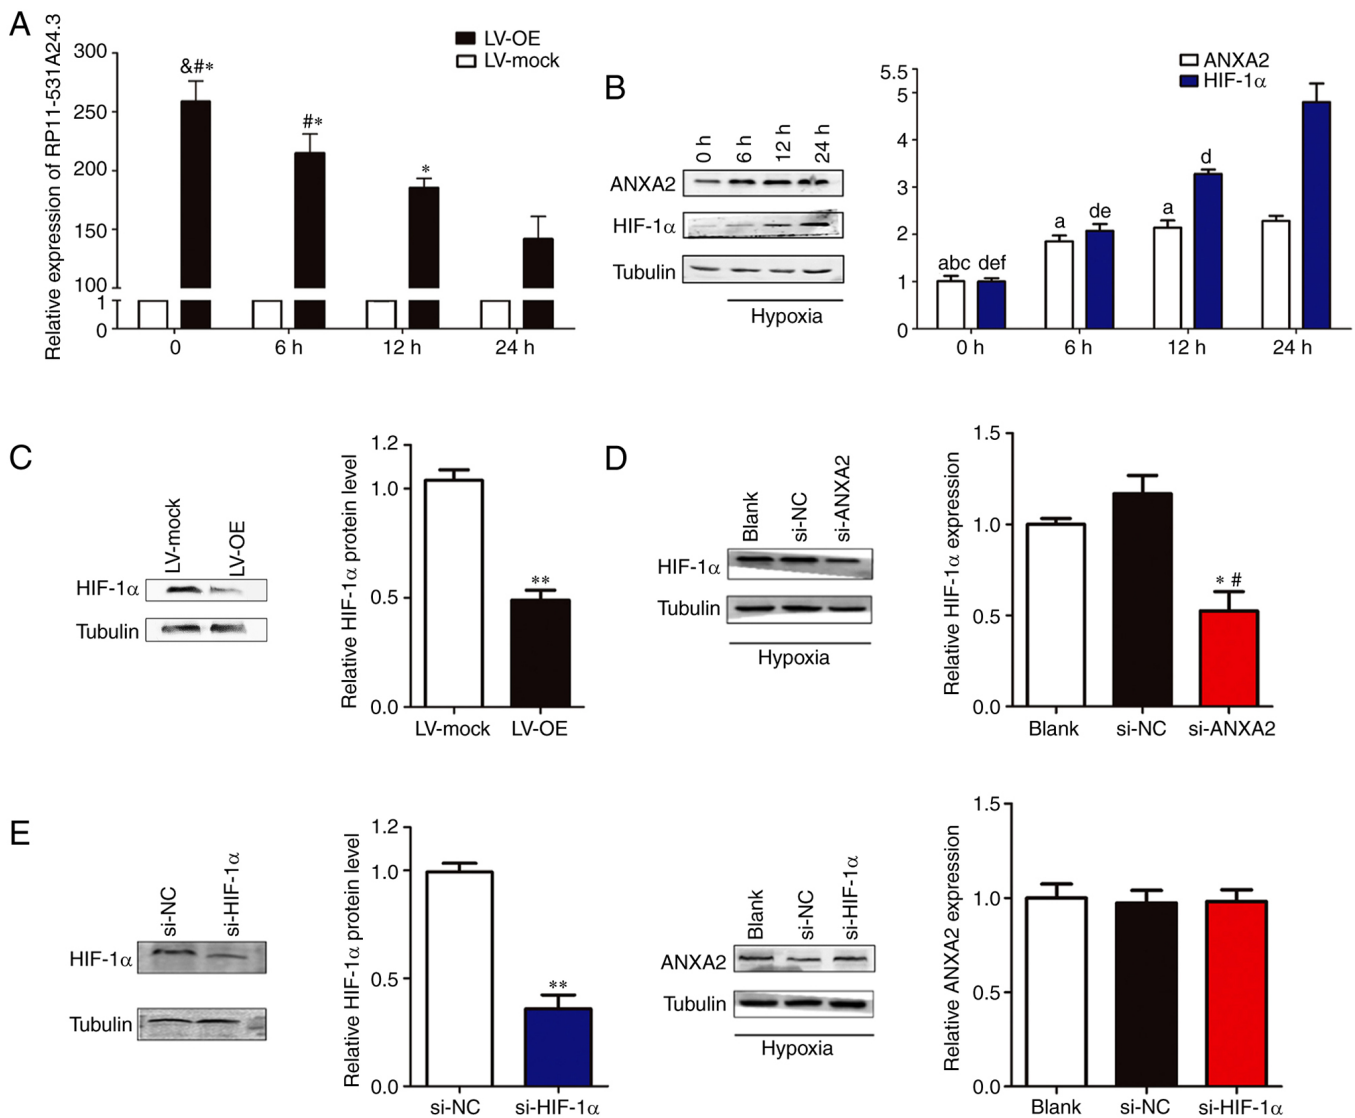 A
Relative expression of RP11-531A24.3
300
250
200
150
100
1
0
LV-OE
LV-mock
&#*
#*
*
0
6 h
12 h
24 h
B
0 h
6 h
12 h
24 h
ANXA2
HIF-1α
Tubulin
Hypoxia
ANXA2
HIF-1α
5.5
5
4
3
2
1
0
abc
def
a
de
a
d
0 h
6 h
12 h
24 h
C
LV-mock
LV-OE
HIF-1α
Tubulin
Relative HIF-1α protein level
1.2
1.0
0.5
0.0
**
LV-mock
LV-OE
D
Blank
si-NC
si-ANXA2
HIF-1α
Tubulin
Hypoxia
Relative HIF-1α expression
1.5
1.0
0.5
0.0
* #
Blank
si-NC
si-ANXA2
E
si-NC
si-HIF-1α
HIF-1α
Tubulin
Relative HIF-1α protein level
1.2
1.0
0.5
0.0
**
si-NC
si-HIF-1α
Blank
si-NC
si-HIF-1α
ANXA2
Tubulin
Hypoxia
Relative ANXA2 expression
1.5
1.0
0.5
0.0
Blank
si-NC
si-HIF-1α